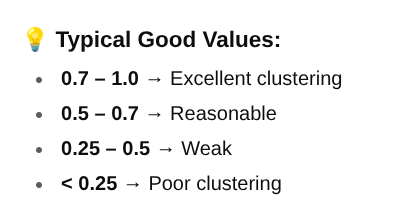 💡 Typical Good Values:
• 0.7 – 1.0 → Excellent clustering
• 0.5 – 0.7 → Reasonable
• 0.25 – 0.5 → Weak
• < 0.25 → Poor clustering